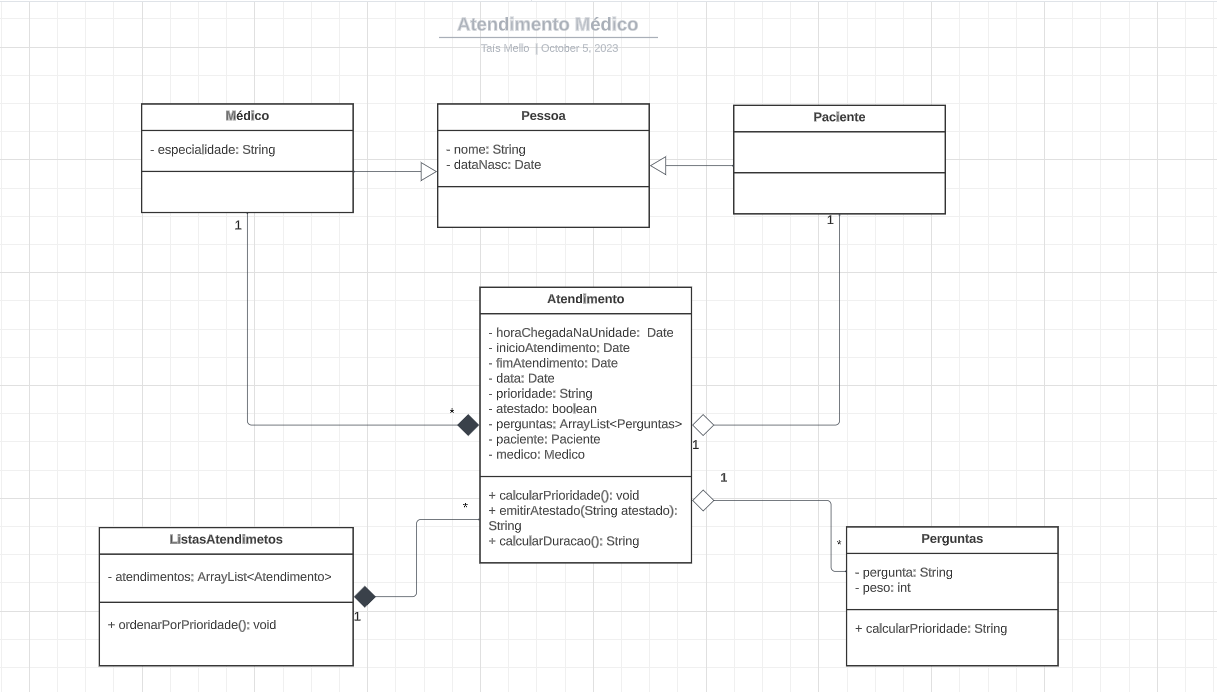 Atendimento Médico
Taís Mello | October 5, 2023
Médico
- especialidade: String
Pessoa
- nome: String
- dataNasc: Date
Paciente
1
1
Atendimento
- horaChegadaNaUnidade: Date
- inicioAtendimento: Date
- fimAtendimento: Date
- data: Date
- prioridade: String
- atestado: boolean
- perguntas: ArrayList<Perguntas>
- paciente: Paciente
- medico: Medico
+ calcularPrioridade(): void
+ emitirAtestado(String atestado):
String
+ calcularDuracao(): String
*
1
1
*
*
ListasAtendimetos
- atendimentos: ArrayList<Atendimento>
+ ordenarPorPrioridade(): void
1
Perguntas
- pergunta: String
- peso: int
+ calcularPrioridade: String